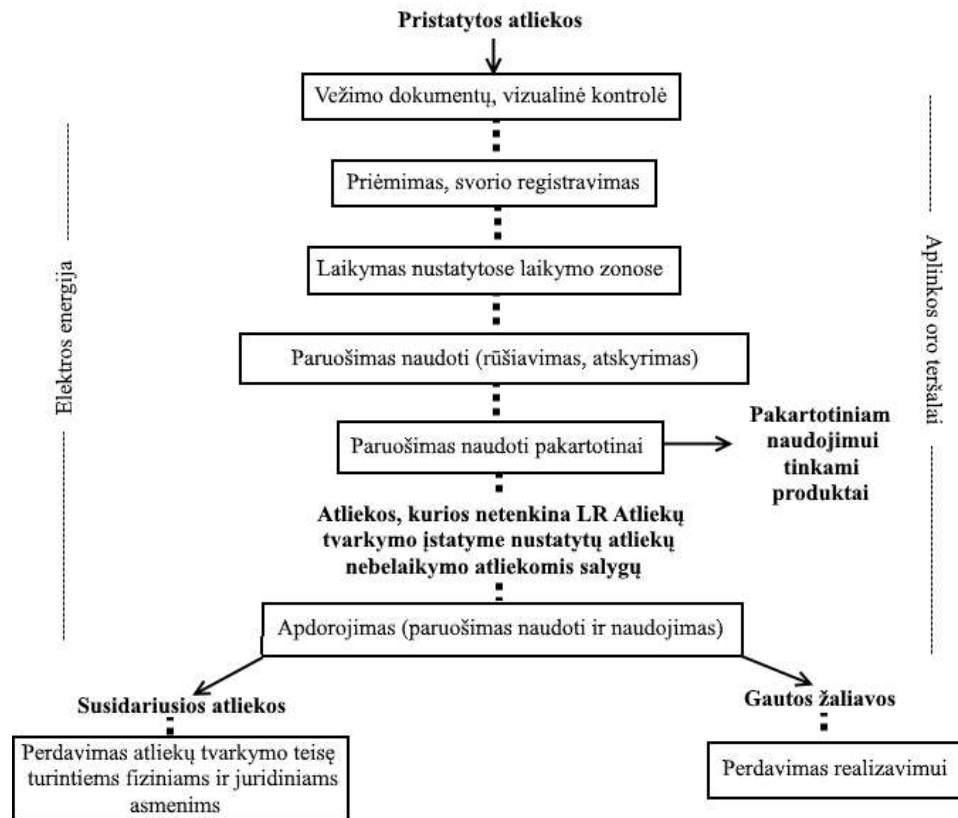 Pristatytos atliekos
Vežimo dokumentų, vizualinė kontrolė
Priėmimas, svorio registravimas
Laikymas nustatytose laikymo zonose
Paruošimas naudoti (rūšiavimas, atskyrimas)
Paruošimas naudoti pakartotinai
Pakartotiniam
naudojimui
tinkami
produktai
Atliekos, kurios netenkina LR Atliekų
tvarkymo įstatyme nustatytų atliekų
nebelaikymo atliekomis salygų
Apdorojimas (paruošimas naudoti ir naudojimas)
Susidariusios atliekos
Perdavimas atliekų tvarkymo teisę
turintiems fiziniams ir juridiniams
asmenims
Gautos žaliavos
Perdavimas realizavimui
Elektros energija
Aplinkos oro teršalai